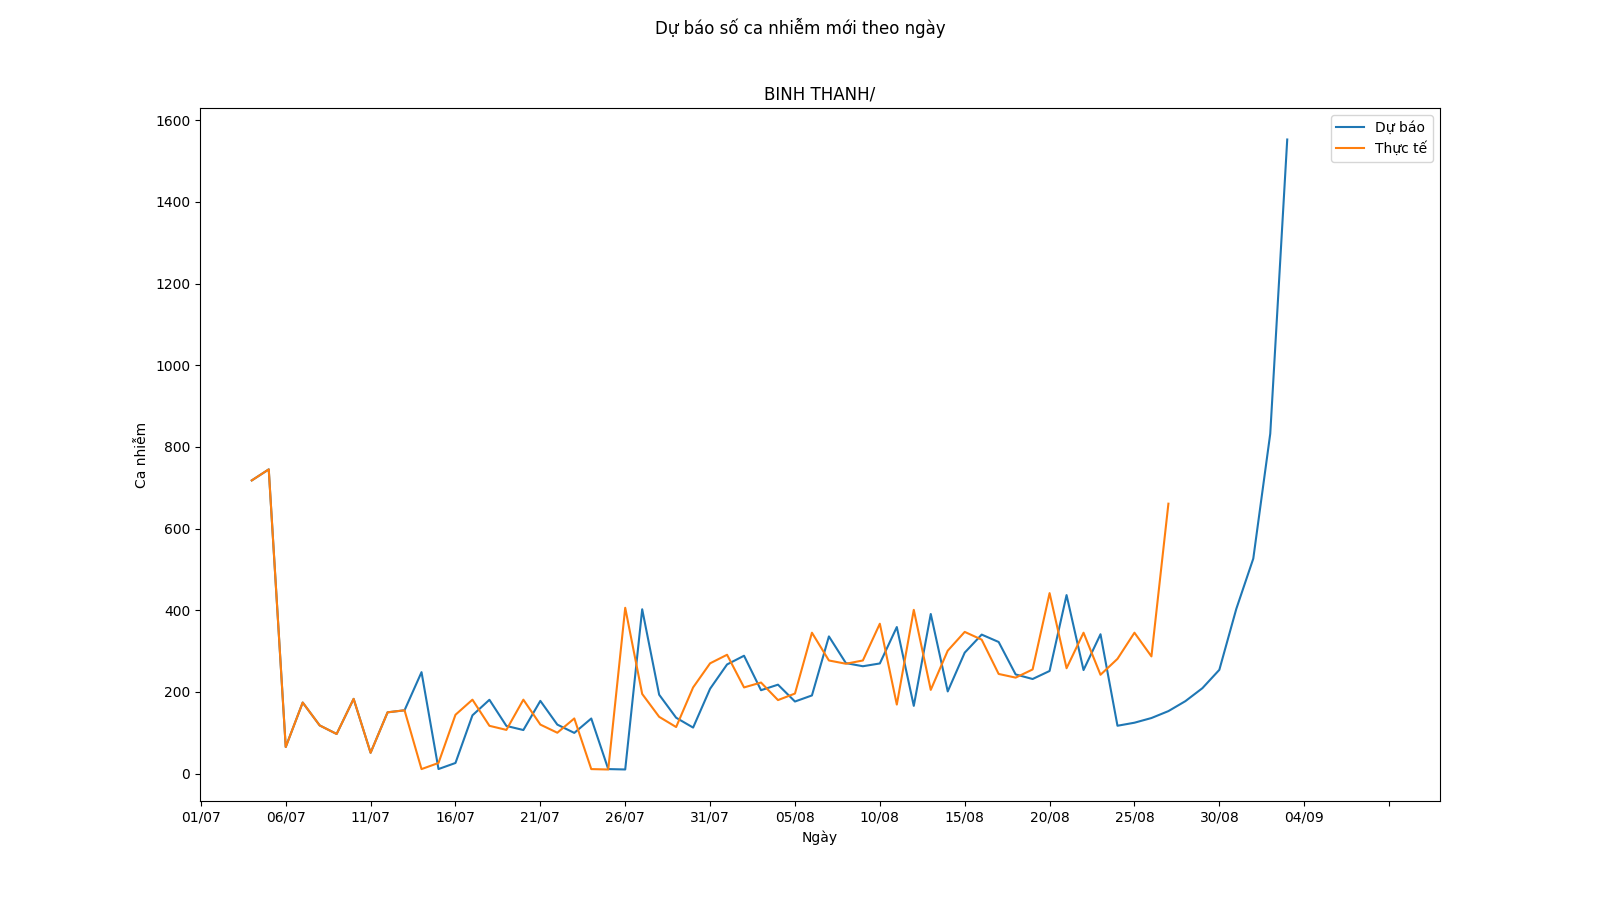 Dự báo số ca nhiễm mới theo ngày
BINH THANH/
Dự báo
Thực tế
1600
1400
1200
1000
800
600
400
200
0
Ca nhiễm
01/07 06/07 11/07 16/07 21/07 26/07 31/07 05/08 10/08 15/08 20/08 25/08 30/08 04/09
Ngày